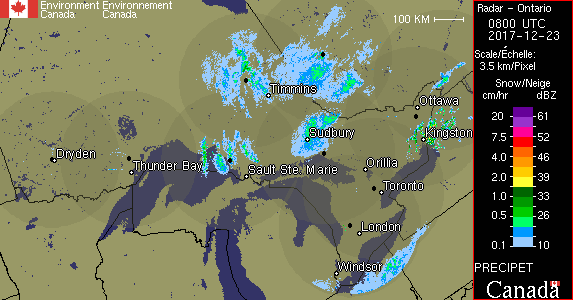 Environment Environnement
Canada Canada
100 KM
Timmins
Ottawa
Sudbury
Kingston
Dryden
Thunder Bay
Sault Ste. Marie
Orillia
Toronto
London
Windsor
Radar - Ontario
0800 UTC
2017-12-23
Scale/Échelle:
3.5 km/Pixel
Snow/Neige
cm/hr dBZ
20 61
7.5 52
4.0 46
2.0 39
1.0 33
0.5 26
0.1 10
PRECIPET
Canada